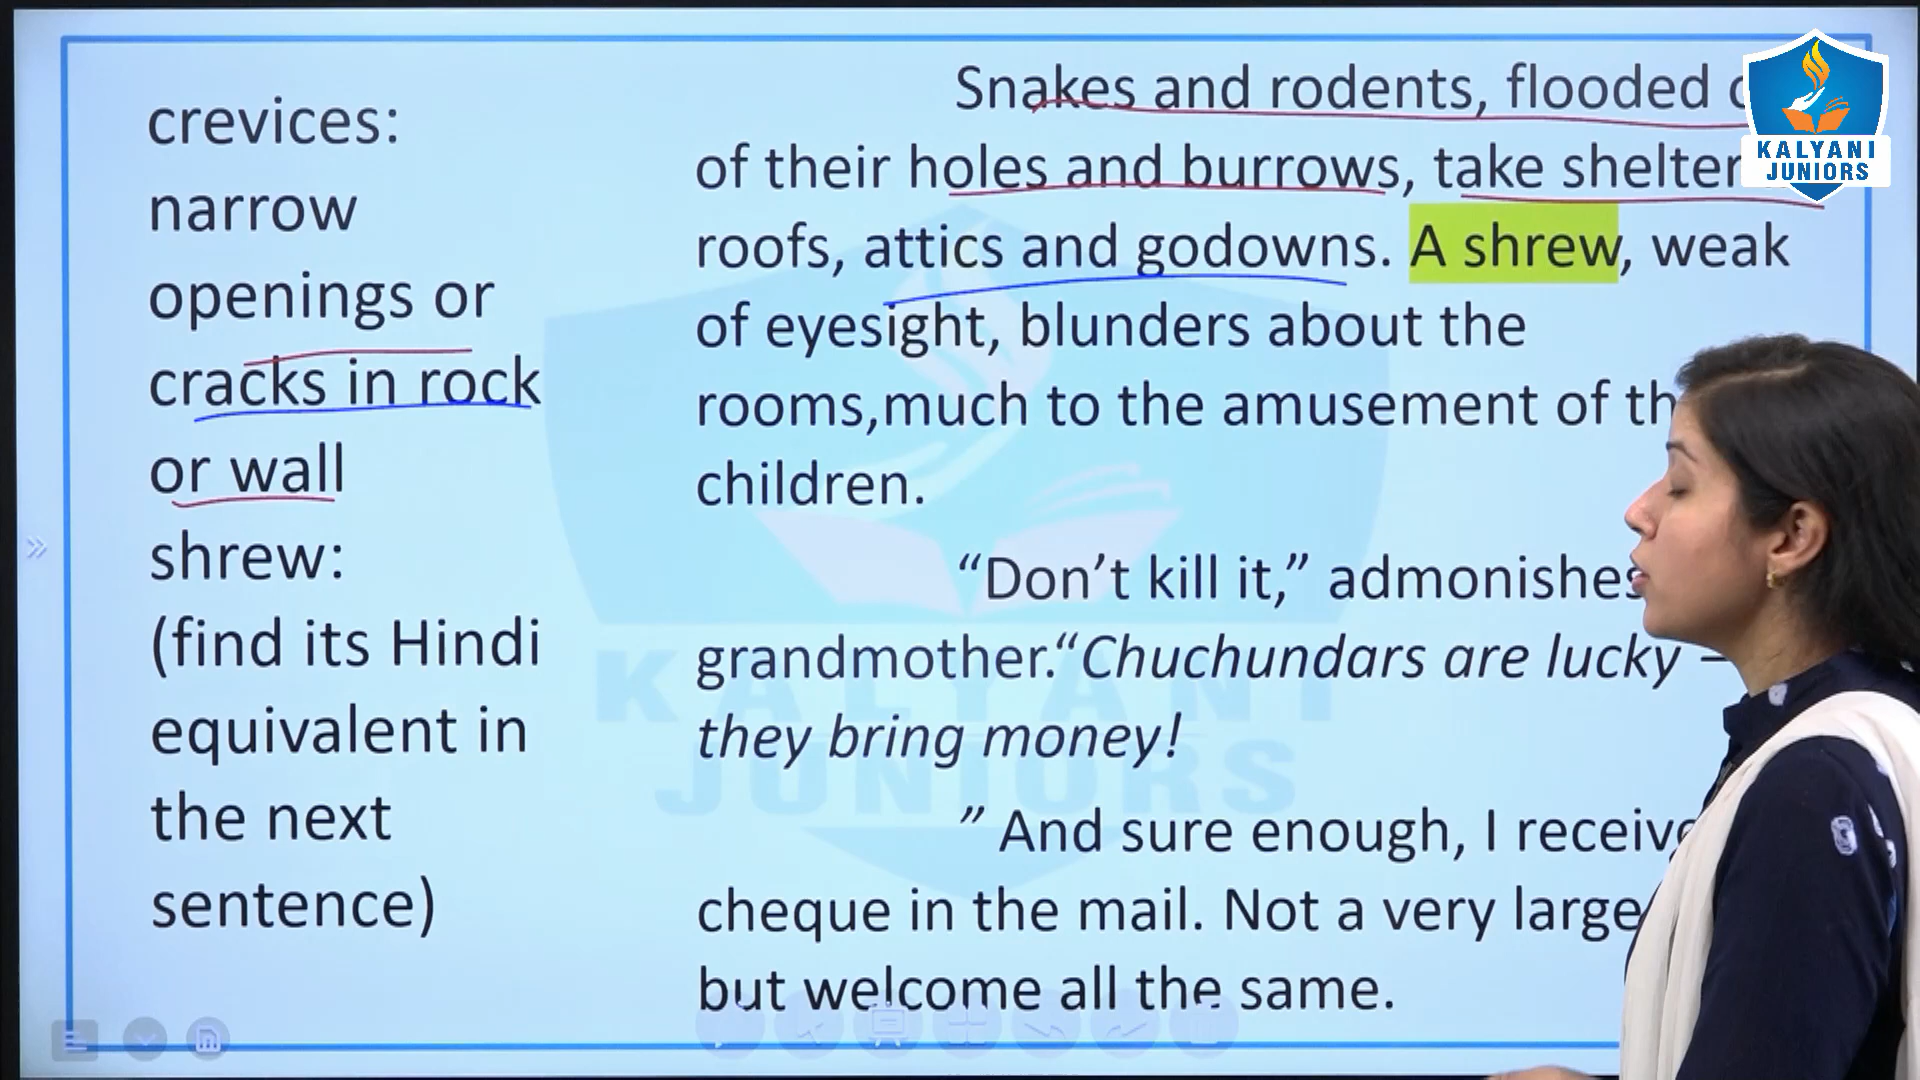 crevices:
narrow
openings or
cracks in rock
or wall
shrew:
(find its Hindi
equivalent in
the next
sentence)
Snakes and rodents, flooded
of their holes and burrows, take shelter
roofs, attics and godowns. A shrew, weak
of eyesight, blunders about the
rooms,much to the amusement of
children.
“Don’t kill it,” admonishes
grandmother.“Chuchundars are lucky –
they bring money!
” And sure enough, I
cheque in the mail. Not a very large
but welcome all the same.
KALYANI
JUNIORS
KALYANI
JUNIORS